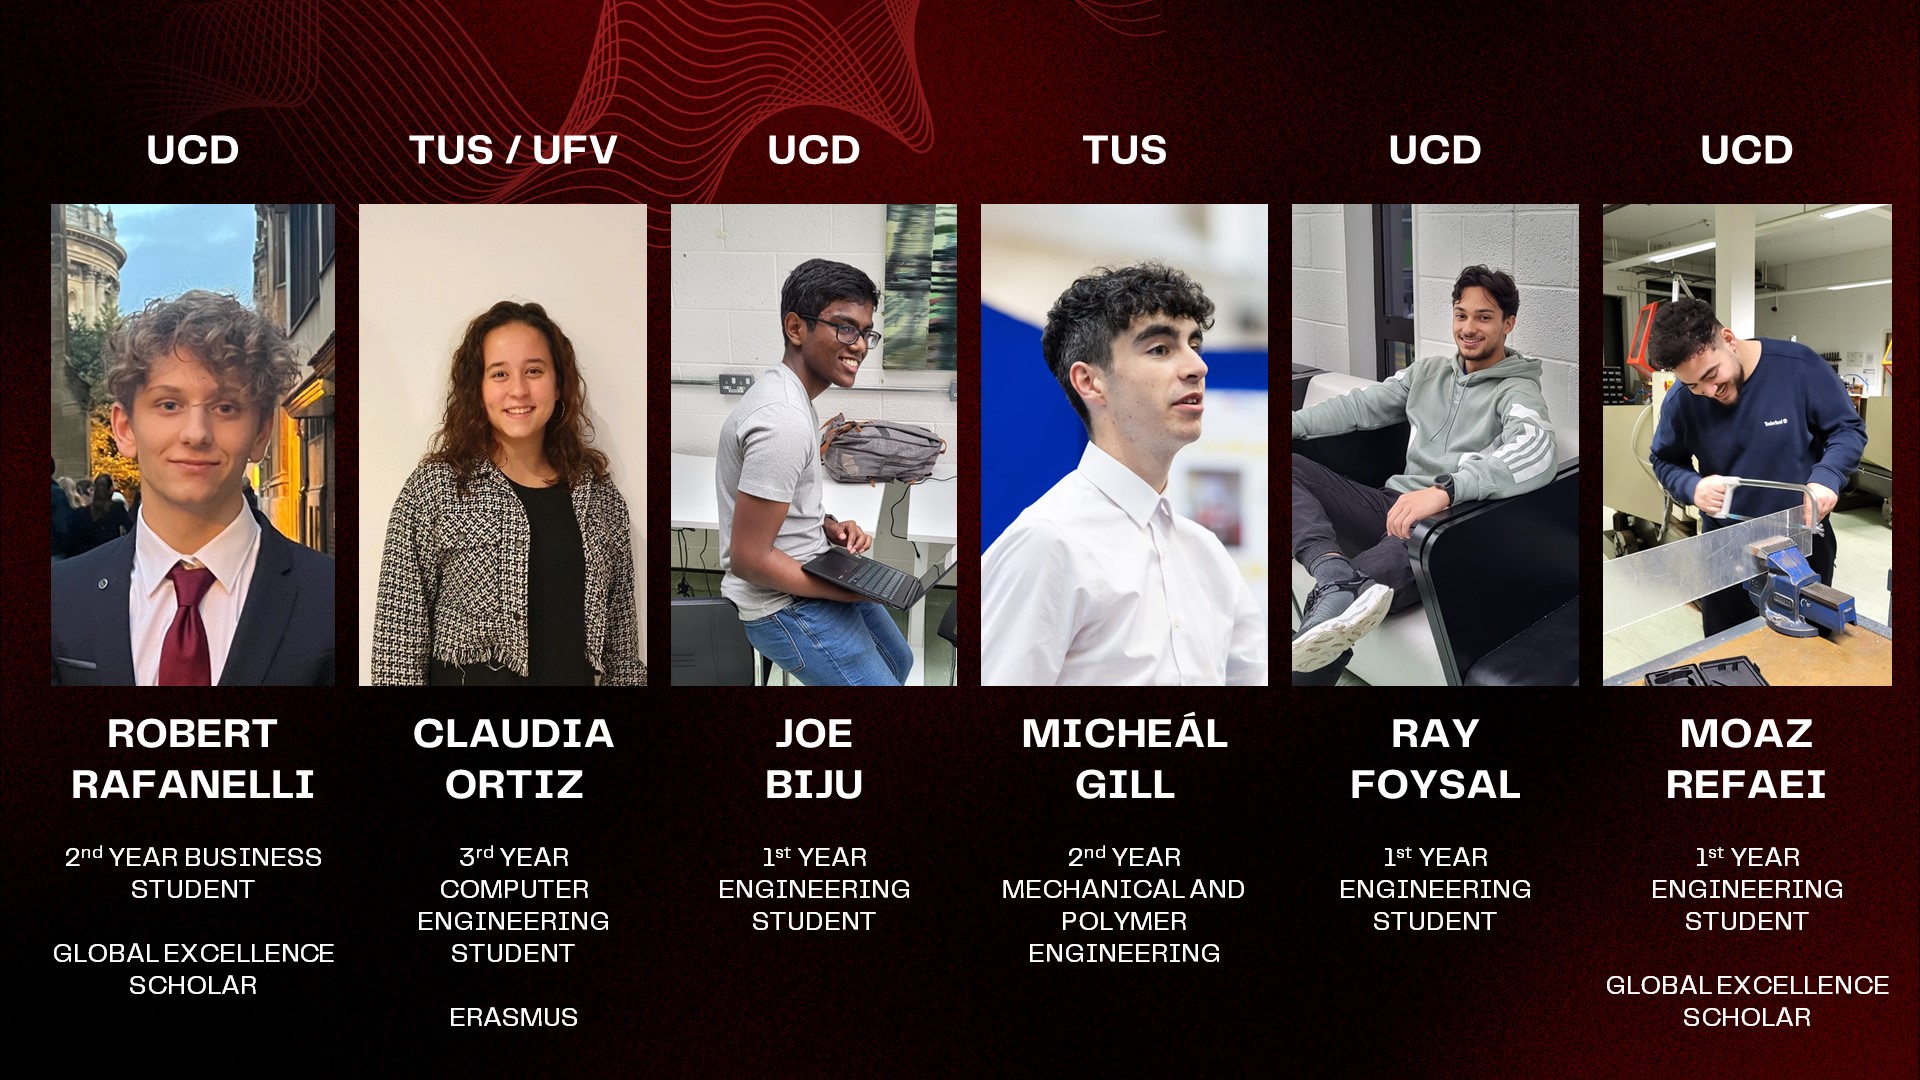 UCD
TUS / UFV
UCD
TUS
UCD
UCD
Timberland
ROBERT
RAFANELLI
CLAUDIA
ORTIZ
JOE
BIJU
MICHEÁL
GILL
RAY
FOYSAL
MOAZ
REFAEI
2nd YEAR BUSINESS
STUDENT
GLOBAL EXCELLENCE
SCHOLAR
3rd YEAR
COMPUTER
ENGINEERING
STUDENT
ERASMUS
1st YEAR
ENGINEERING
STUDENT
2nd YEAR
MECHANICAL AND
POLYMER
ENGINEERING
1st YEAR
ENGINEERING
STUDENT
1st YEAR
ENGINEERING
STUDENT
GLOBAL EXCELLENCE
SCHOLAR